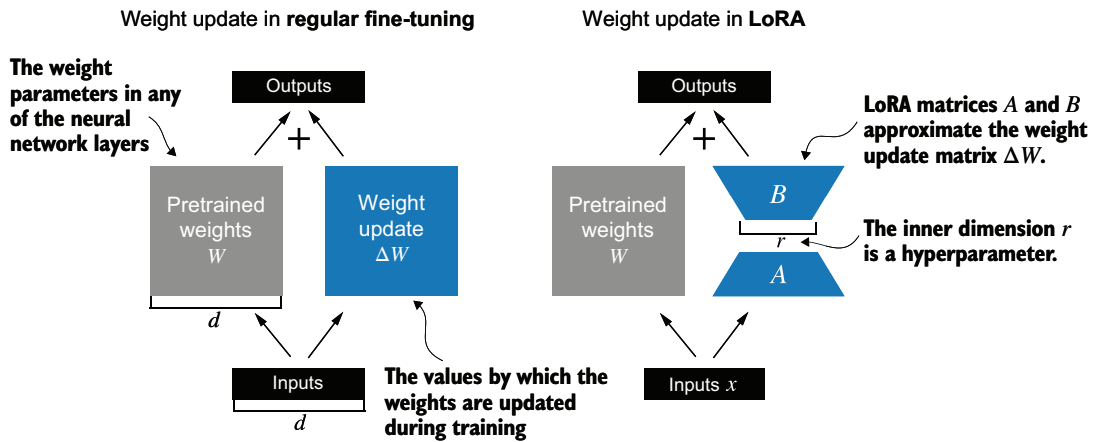 Weight update in regular fine-tuning
The weight
parameters in any
of the neural
network layers
Outputs
+
Pretrained
weights
W
Weight
update
ΔW
d
Inputs
d
The values by which the
weights are updated
during training
Weight update in LoRA
Outputs
+
LoRA matrices A and B
approximate the weight
update matrix ΔW.
Pretrained
weights
W
B
r
The inner dimension r
is a hyperparameter.
A
Inputs x